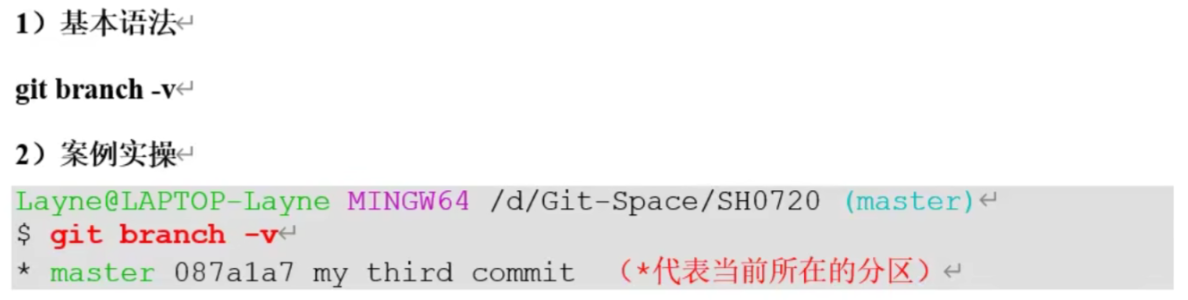 1）基本语法
git branch -v
2）案例实操
Layne@LAPTOP-Layne MINGW64 /d/Git-Space/SH0720 (master)
$ git branch -v
* master 087a1a7 my third commit （*代表当前所在的分区）